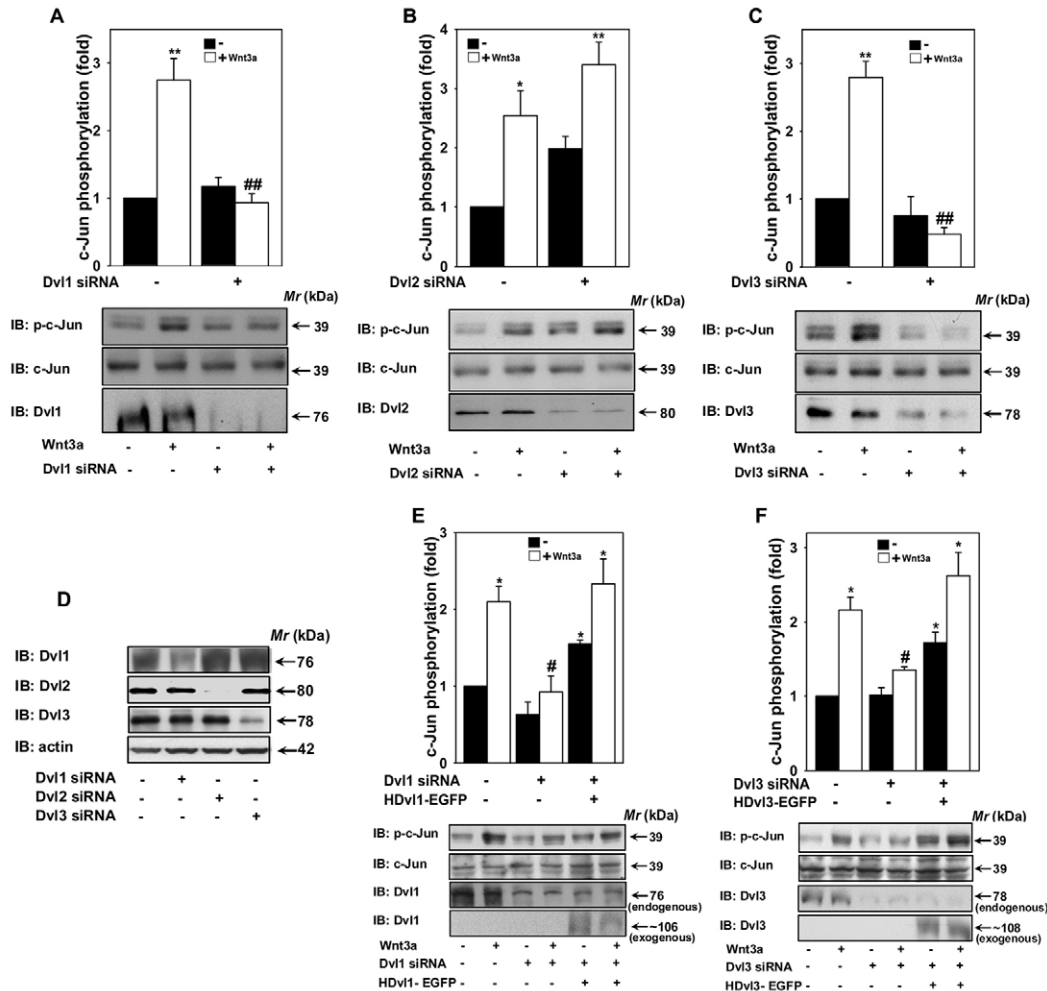 A
c-Jun phosphorylation (fold)
3
2
1
0
-
+ Wnt3a
**
##
Dvl1 siRNA - +
Mr (kDa)
IB: p-c-Jun 39
IB: c-Jun 39
IB: Dvl1 76
Wnt3a - + - +
Dvl1 siRNA - - + +
B
c-Jun phosphorylation (fold)
4
3
2
1
0
-
+ Wnt3a
*
**
Dvl2 siRNA - +
Mr (kDa)
IB: p-c-Jun 39
IB: c-Jun 39
IB: Dvl2 80
Wnt3a - + - +
Dvl2 siRNA - - + +
C
c-Jun phosphorylation (fold)
3
2
1
0
-
+ Wnt3a
**
##
Dvl3 siRNA - +
Mr (kDa)
IB: p-c-Jun 39
IB: c-Jun 39
IB: Dvl3 78
Wnt3a - + - +
Dvl3 siRNA - - + +
D
Mr (kDa)
IB: Dvl1 76
IB: Dvl2 80
IB: Dvl3 78
IB: actin 42
Dvl1 siRNA - + - -
Dvl2 siRNA - - + -
Dvl3 siRNA - - - +
E
c-Jun phosphorylation (fold)
3
2
1
0
-
+ Wnt3a
*
#
*
*
Dvl1 siRNA - + +
HDvl1-EGFP +
Mr (kDa)
IB: p-c-Jun 39
IB: c-Jun 39
IB: Dvl1 76
(endogenous)
IB: Dvl1 ~106
(exogenous)
Wnt3a - + - + - +
Dvl1 siRNA - - + + + +
HDvl1- EGFP - - - - + +
F
c-Jun phosphorylation (fold)
3
2
1
0
-
+ Wnt3a
*
#
*
*
Dvl3 siRNA - + +
HDvl3-EGFP - - +
Mr (kDa)
IB: p-c-Jun 39
IB: c-Jun 39
IB: Dvl3 78
(endogenous)
IB: Dvl3 ~108
(exogenous)
Wnt3a - + - + - +
Dvl3 siRNA - - + + + +
HDvl3- EGFP - - - - + +